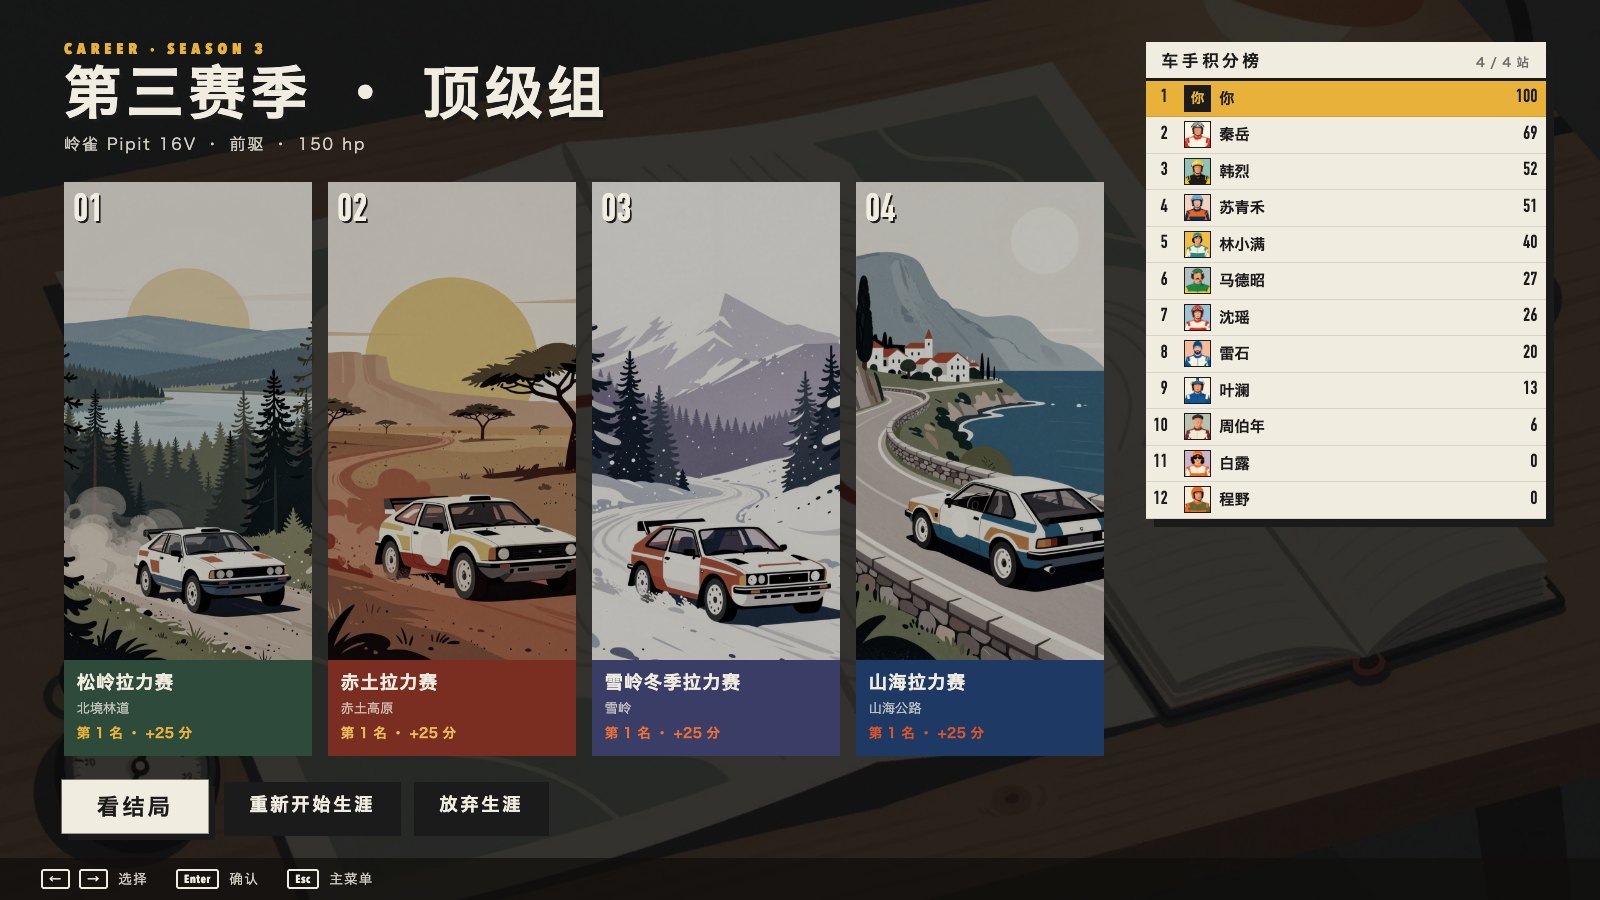 CAREER · SEASON 3
第三赛季 · 顶级组
岭雀 Pipit 16V · 前驱 · 150 hp
01
松岭拉力赛
北境林道
第 1 名 · +25 分
02
赤土拉力赛
赤土高原
第 1 名 · +25 分
03
雪岭冬季拉力赛
雪岭
第 1 名 · +25 分
04
山海拉力赛
山海公路
第 1 名 · +25 分
车手积分榜 4 / 4 站
1 你 你 100
2 秦岳 69
3 韩烈 52
4 苏青禾 51
5 林小满 40
6 马德昭 27
7 沈瑶 26
8 雷石 20
9 叶澜 13
10 周伯年 6
11 白露 0
12 程野 0
看结局 重新开始生涯 放弃生涯
← → 选择 Enter 确认 Esc 主菜单